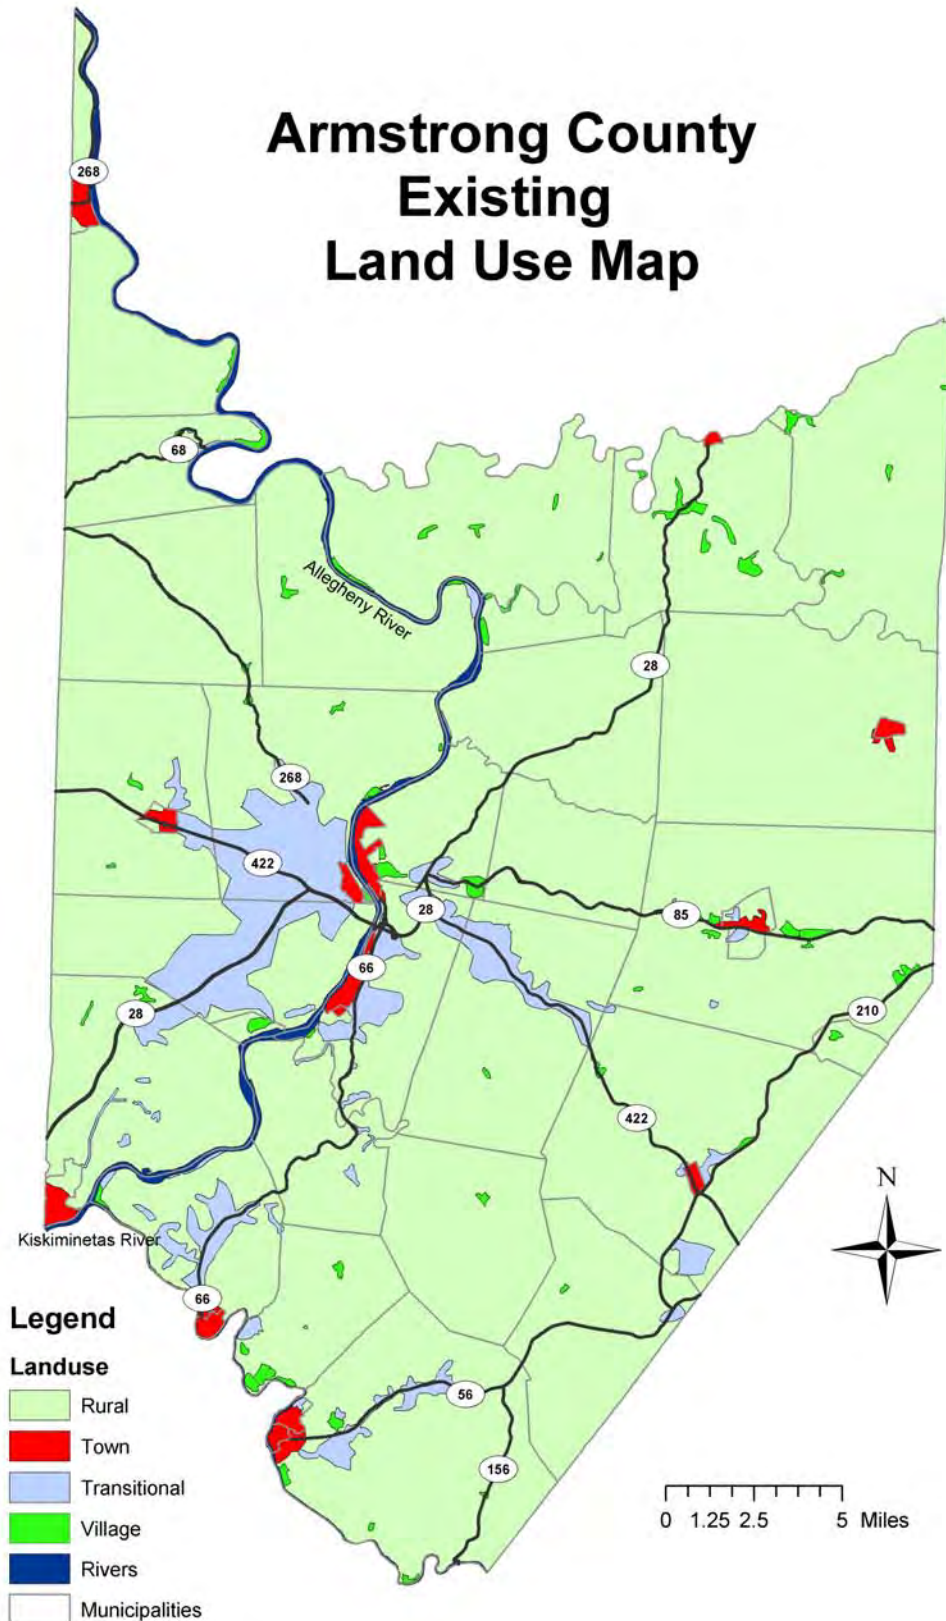 Armstrong County
Existing
Land Use Map
268
68
Allegheny River
28
268
422
28
85
66
28
210
422
N
Kiskiminetas River
66
56
156
Legend
Landuse
Rural
Town
Transitional
Village
Rivers
Municipalities
0 1.25 2.5 5 Miles